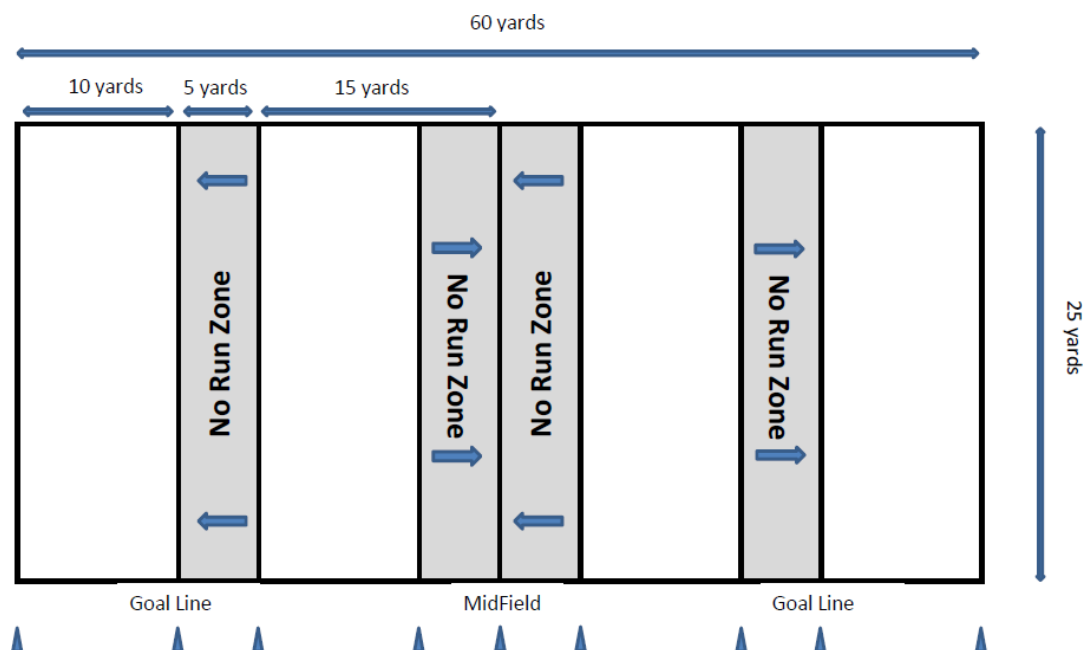 60 yards
10 yards
5 yards
15 yards
No Run Zone
No Run Zone
No Run Zone
No Run Zone
25 yards
Goal Line
MidField
Goal Line